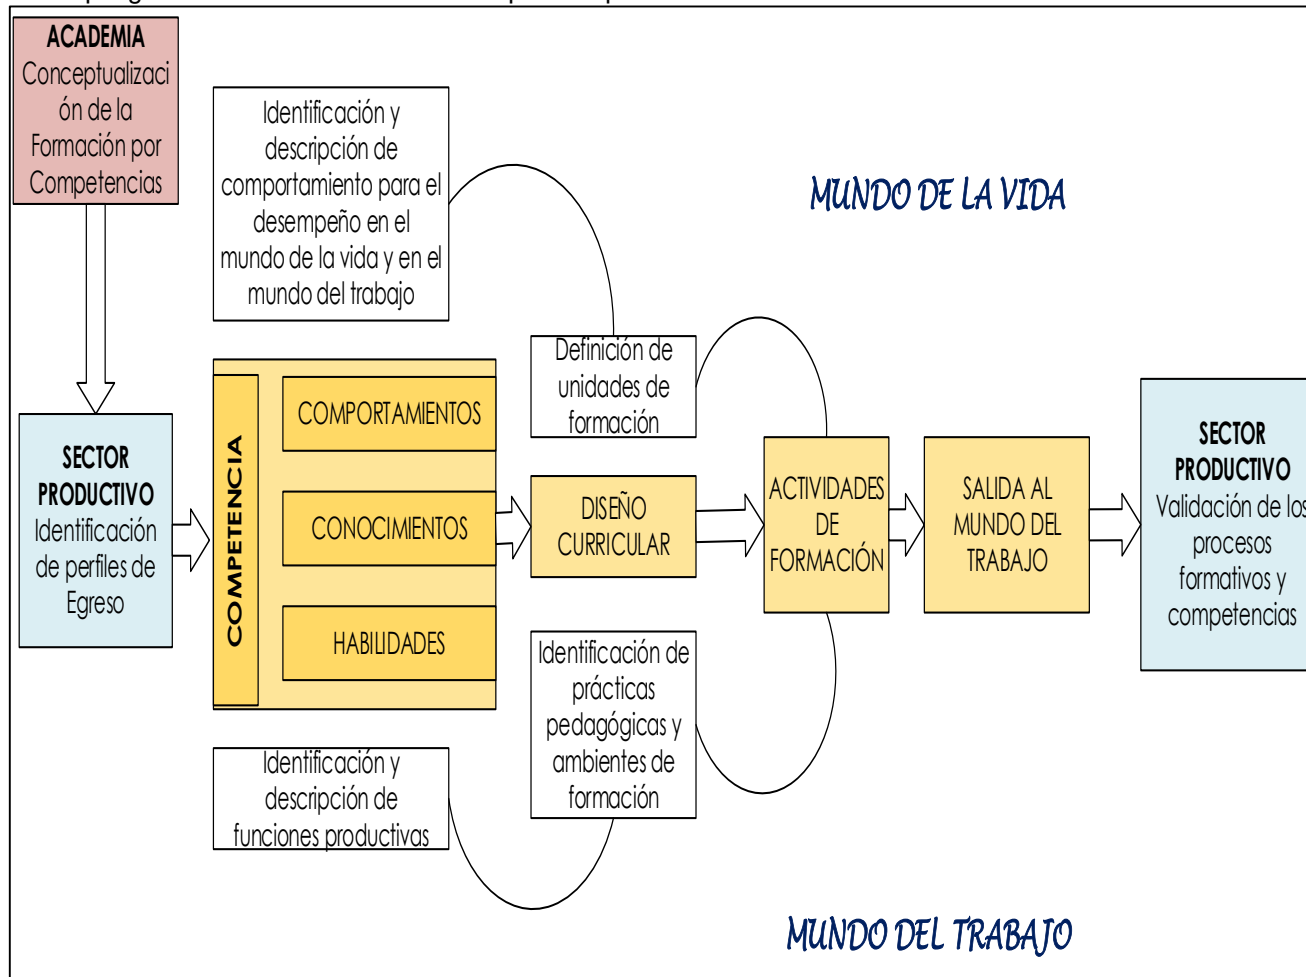 ACADEMIA
Conceptualizaci
ón de la
Formación por
Competencias
Identificación y
descripción de
comportamiento para el
desempeño en el
mundo de la vida y en el
mundo del trabajo
MUNDO DE LA VIDA
Definición de
unidades de
formación
SECTOR
PRODUCTIVO
Identificación
de perfiles de
Egreso
COMPETENCIA
COMPORTAMIENTOS
CONOCIMIENTOS
HABILIDADES
DISEÑO
CURRICULAR
ACTIVIDADES
DE
FORMACIÓN
SALIDA AL
MUNDO DEL
TRABAJO
SECTOR
PRODUCTIVO
Validación de los
procesos
formativos y
competencias
Identificación de
prácticas
pedagógicas y
ambientes de
formación
Identificación y
descripción de
funciones productivas
MUNDO DEL TRABAJO